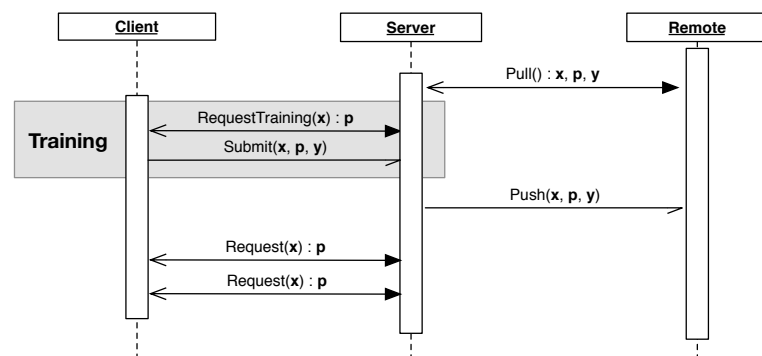 Client
Server
Remote
Pull() : x, p, y
RequestTraining(x) : p
Training
Submit(x, p, y)
Push(x, p, y)
Request(x) : p
Request(x) : p